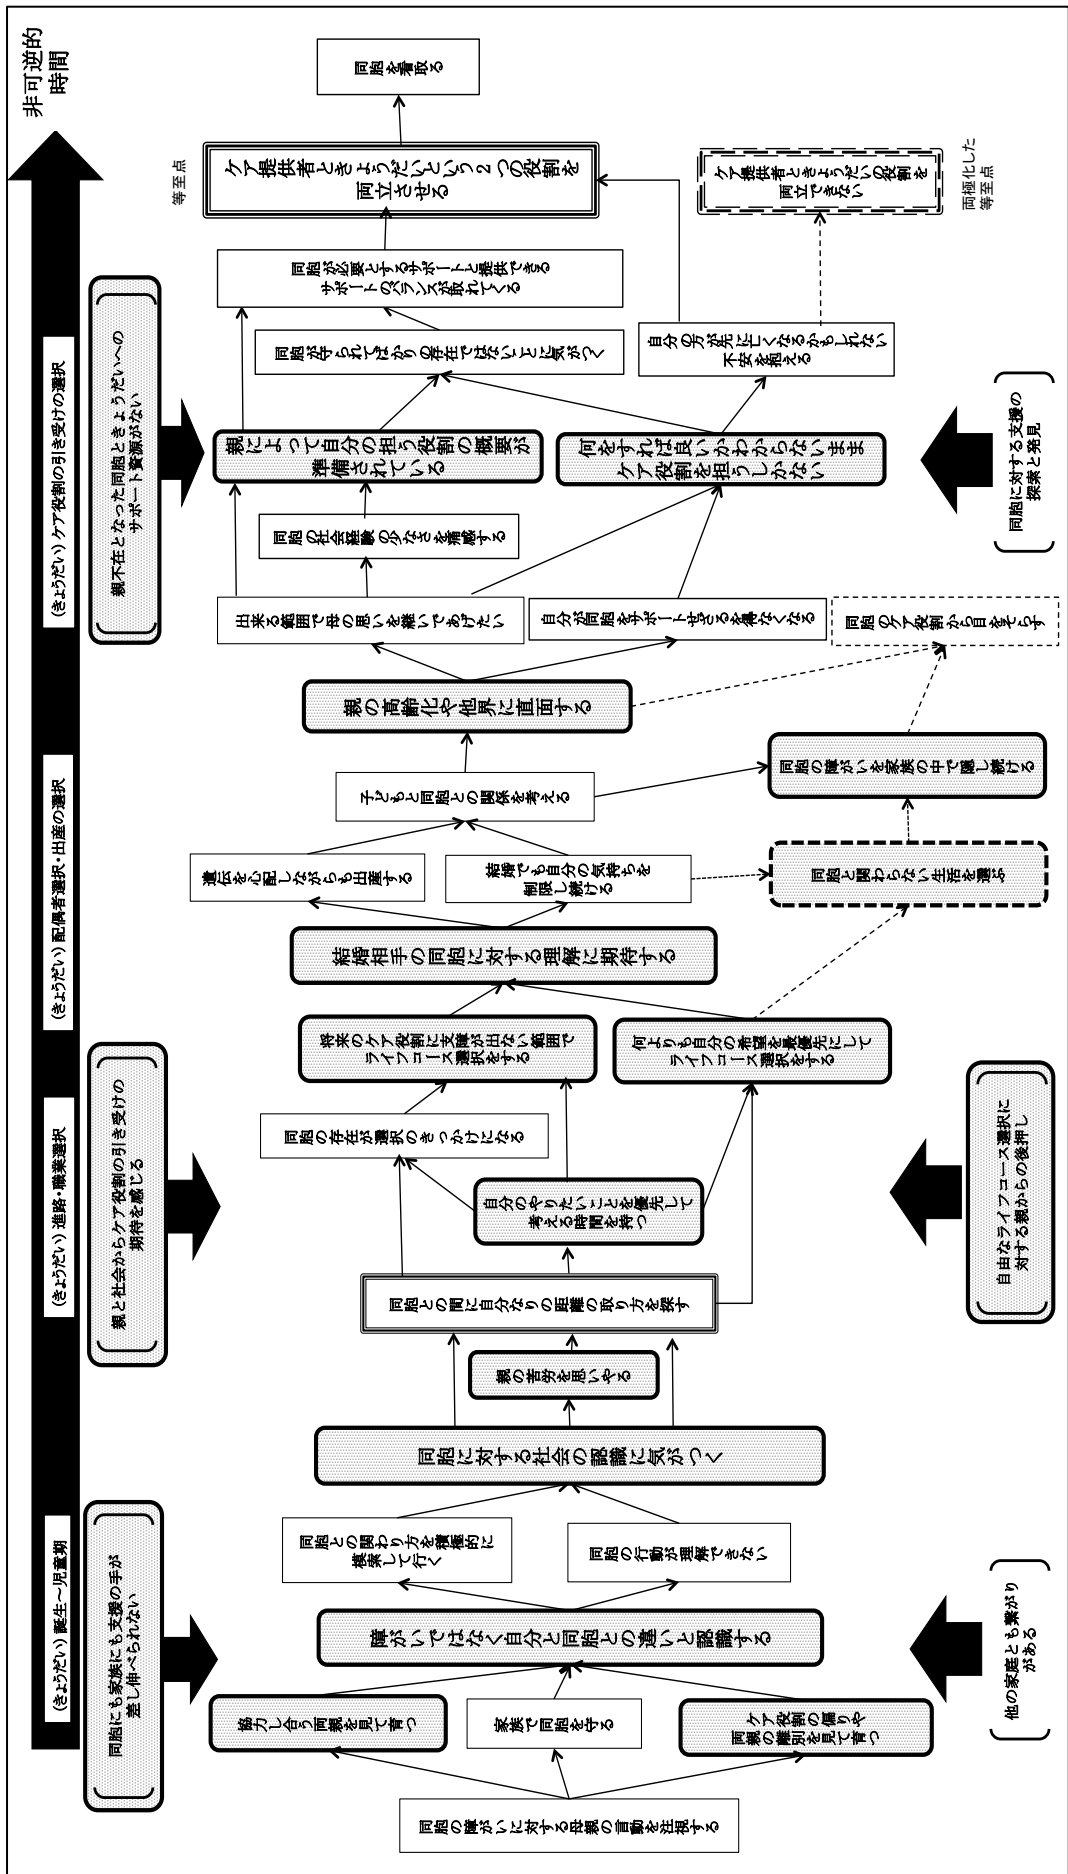 非可逆的
時間
(きょうだい) 誕生～児童期
(きょうだい) 進路・職業選択
(きょうだい) 配偶者選択・出産の選択
(きょうだい) ケア役割の引き受けの選択
同胞にも家族にも支援の手が
差し伸べられない
親と社会からケア役割の引き受けの
期待を感じる
親不在となった同胞ときょうだいへの
サポート資源がない
同胞の障がいに対する母親の言動を注視する
協力し合う両親を見て育つ
家族で同胞を守る
ケア役割の偏りや
両親の離別を見て育つ
障がいではなく自分と同胞との違いと認識する
同胞との関わり方を積極的に
模索して行く
同胞の行動が理解できない
同胞に対する社会の認識に気がつく
親の苦労を思いやる
同胞との間に自分なりの距離の取り方を探す
自分のやりたいことを優先して
考える時間を持つ
同胞の存在が選択のきっかけになる
将来のケア役割に支障が出ない範囲で
ライフコース選択をする
何よりも自分の希望を最優先にして
ライフコース選択をする
結婚相手の同胞に対する理解に期待する
遺伝を心配しながらも出産する
結婚でも自分の気持ちを
制限し続ける
同胞と関わらない生活を選ぶ
子どもと同胞との関係を考える
同胞の障がいを家族の中で隠し続ける
親の高齢化や他界に直面する
出来る範囲で母の思いを継いであげたい
自分が同胞をサポートせざるを得なくなる
同胞のケア役割から目をそらす
同胞の社会経験の少なさを痛感する
親によって自分の担う役割の概要が
準備されている
何をすれば良いかわからないまま
ケア役割を担うしかない
同胞が守られてばかりの存在ではないことに気がつく
自分の方が先に亡くなるかもしれない
不安を抱える
同胞が必要とするサポートと提供できる
サポートのバランスが取れてくる
等至点
ケア提供者ときょうだいという2つの役割を
両立させる
ケア提供者ときょうだいの役割を
両立できない
両極化した
等至点
同胞を看取る
他の家庭とも繋がり
がある
自由なライフコース選択に
対する親からの後押し
同胞に対する支援の
探索と発見